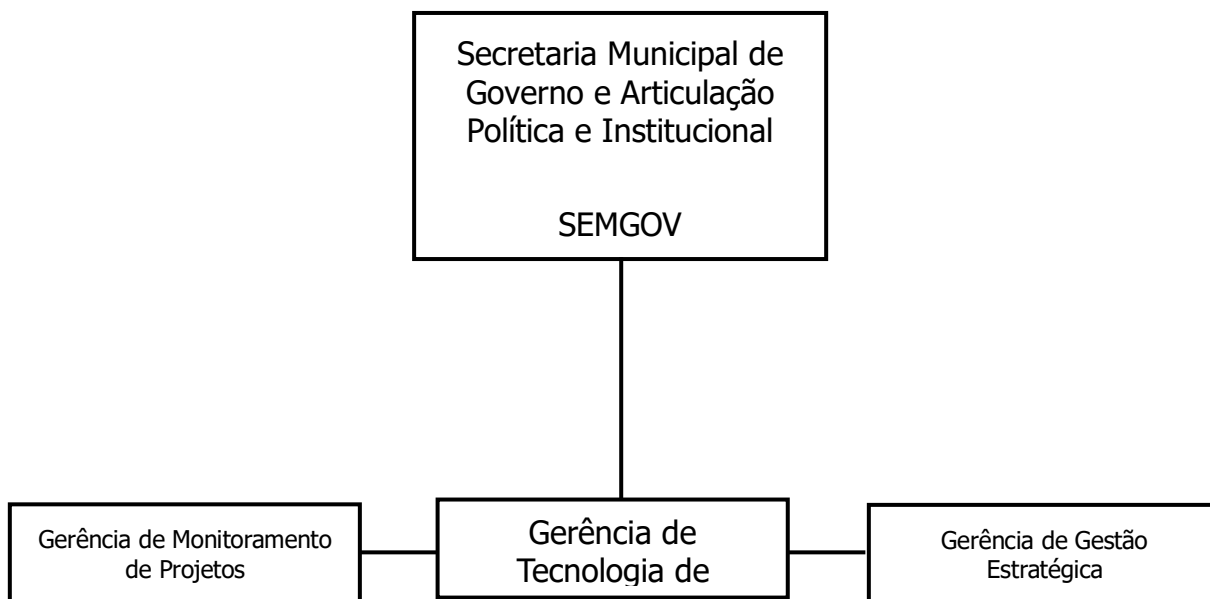 Secretaria Municipal de
Governo e Articulação
Política e Institucional
SEMGOV
Gerência de Monitoramento
de Projetos
Gerência de
Tecnologia de
Gerência de Gestão
Estratégica